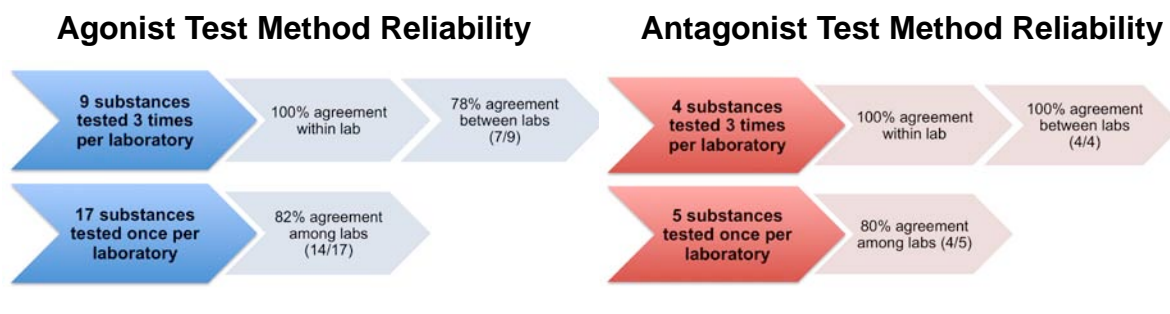 Agonist Test Method Reliability
9 substances
tested 3 times
per laboratory
100% agreement
within lab
78% agreement
between labs
(7/9)
17 substances
tested once per
laboratory
82% agreement
among labs
(14/17)
Antagonist Test Method Reliability
4 substances
tested 3 times
per laboratory
100% agreement
within lab
100% agreement
between labs
(4/4)
5 substances
tested once per
laboratory
80% agreement
among labs (4/5)